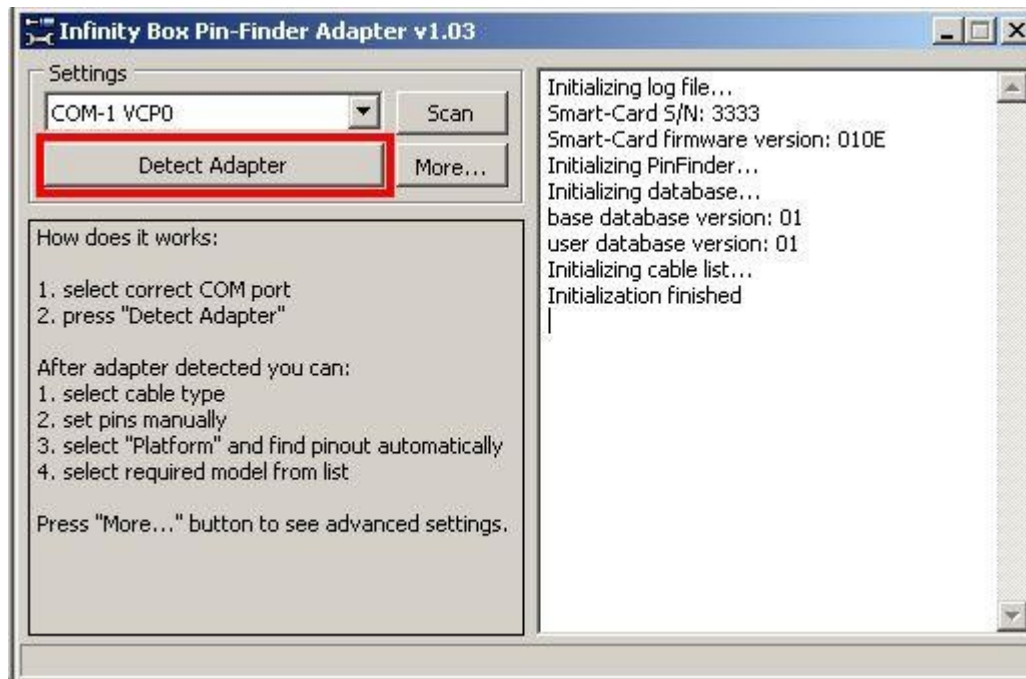 Infinity Box Pin-Finder Adapter v1.03
Settings
COM-1 VCP0
Scan
Detect Adapter
More...
How does it works:
1. select correct COM port
2. press "Detect Adapter"
After adapter detected you can:
1. select cable type
2. set pins manually
3. select "Platform" and find pinout automatically
4. select required model from list
Press "More..." button to see advanced settings.
Initializing log file...
Smart-Card S/N: 3333
Smart-Card firmware version: 010E
Initializing PinFinder...
Initializing database...
base database version: 01
user database version: 01
Initializing cable list...
Initialization finished